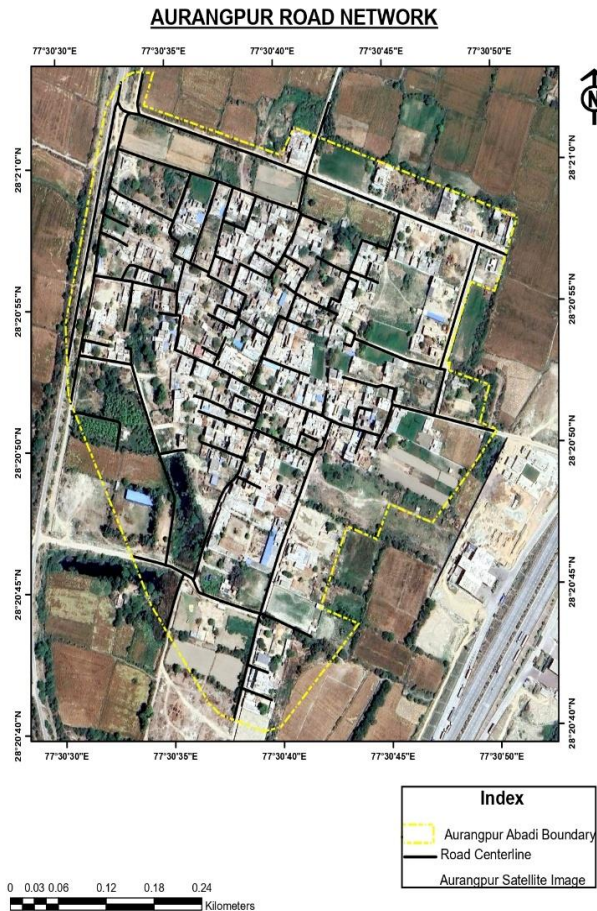 AURANGPUR ROAD NETWORK
77°30'30"E 77°30'35"E 77°30'40"E 77°30'45"E 77°30'50"E
N
28°21'0"N 28°21'0"N
28°20'55"N 28°20'55"N
28°20'50"N 28°20'50"N
28°20'45"N 28°20'45"N
28°20'40"N 28°20'40"N
77°30'30"E 77°30'35"E 77°30'40"E 77°30'45"E 77°30'50"E
Index
Aurangpur Abadi Boundary
Road Centerline
Aurangpur Satellite Image
0 0.03 0.06 0.12 0.18 0.24
Kilometers